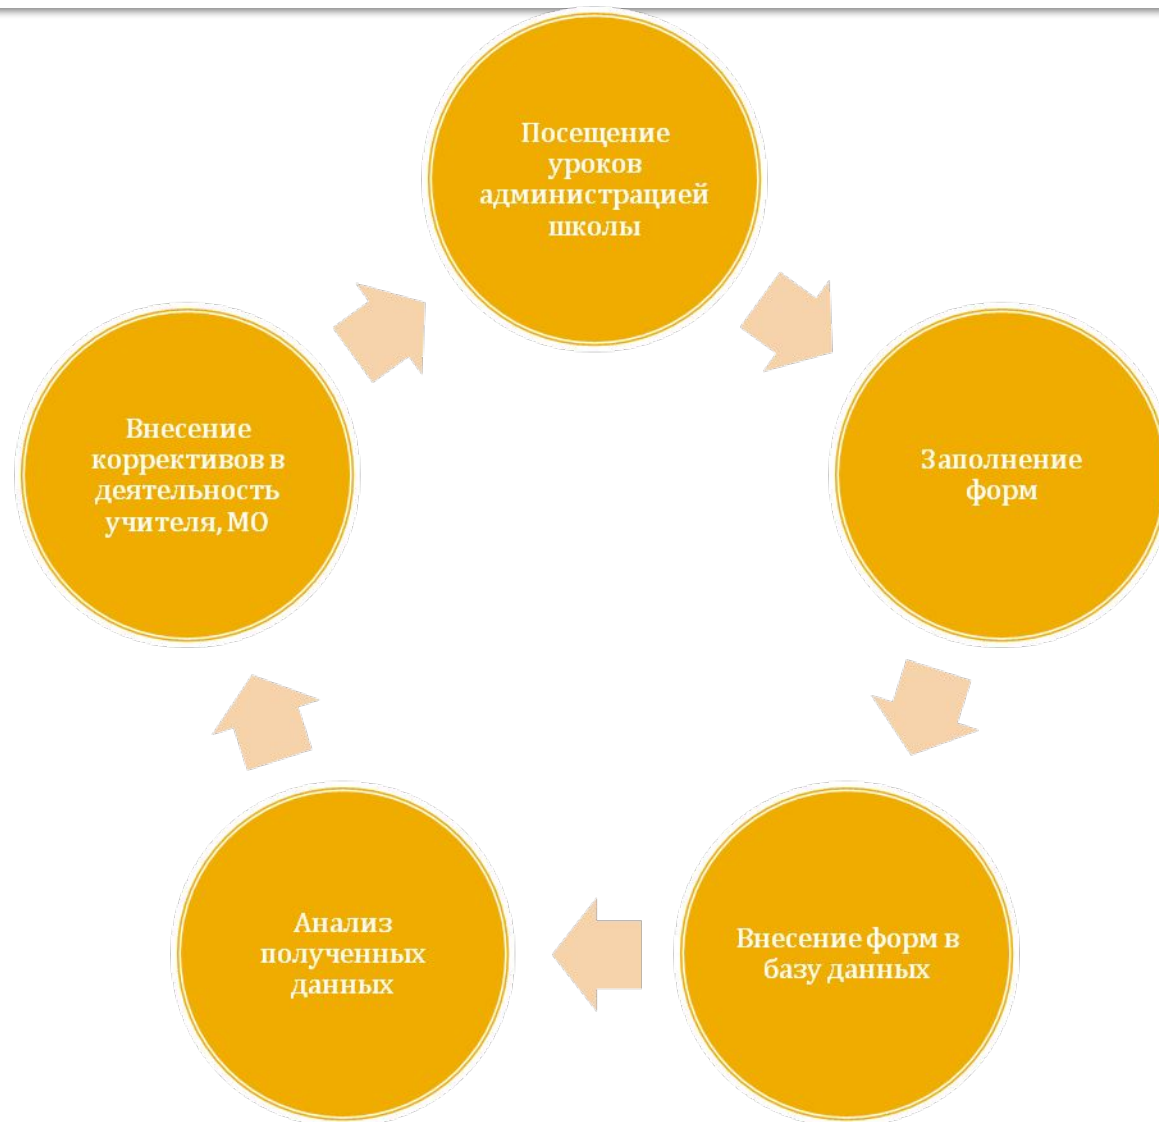 Посещение
уроков
администрацией
школы
Заполнение
форм
Внесение форм в
базу данных
Анализ
полученных
данных
Внесение
коррективов в
деятельность
учителя, МО